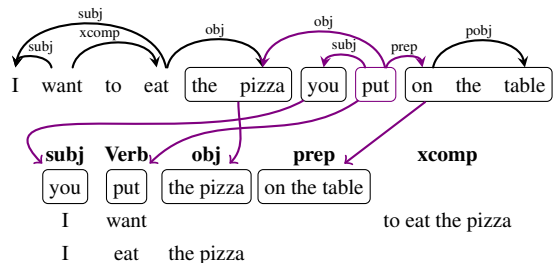 subj
obj
subj xcomp obj subj prep pobj
I want to eat the pizza you put on the table
subj Verb obj prep xcomp
you put the pizza on the table
I want to eat the pizza
I eat the pizza